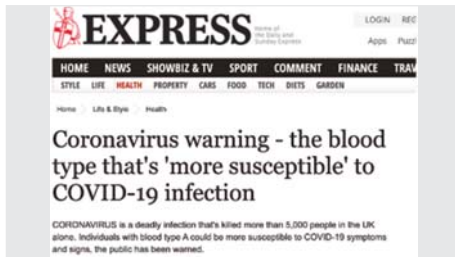 EXPRESS
Home of
the Daily and
Sunday Express
LOGIN REG
Apps Puzzl
HOME NEWS SHOWBIZ & TV SPORT COMMENT FINANCE TRAV
STYLE LIFE HEALTH PROPERTY CARS FOOD TECH DIETS GARDEN
Home Life & Style Health
Coronavirus warning - the blood
type that's 'more susceptible' to
COVID-19 infection
CORONAVIRUS is a deadly infection that's killed more than 5,000 people in the UK
alone. Individuals with blood type A could be more susceptible to COVID-19 symptoms
and signs, the public has been warned.